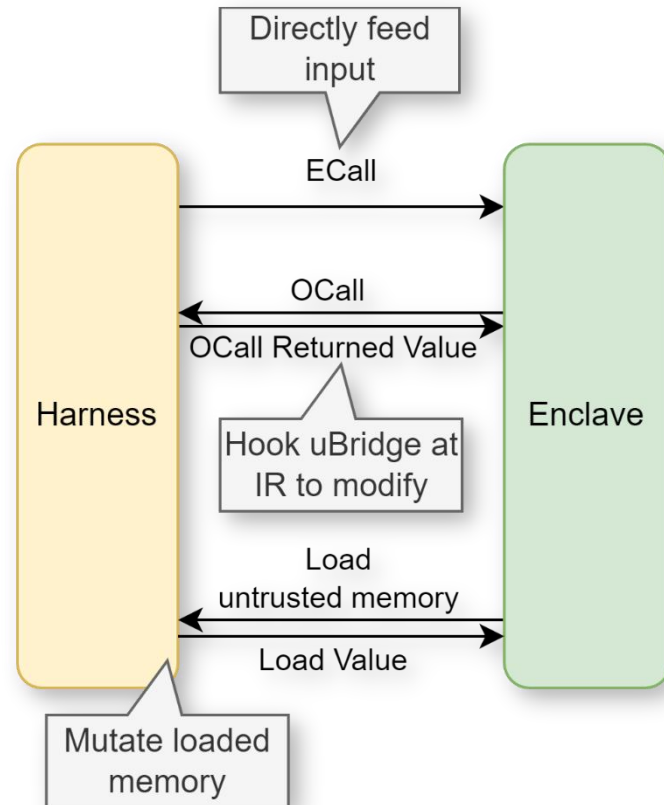 Directly feed
input
ECall
OCall
OCall Returned Value
Harness
Enclave
Hook uBridge at
IR to modify
Load
untrusted memory
Load Value
Mutate loaded
memory